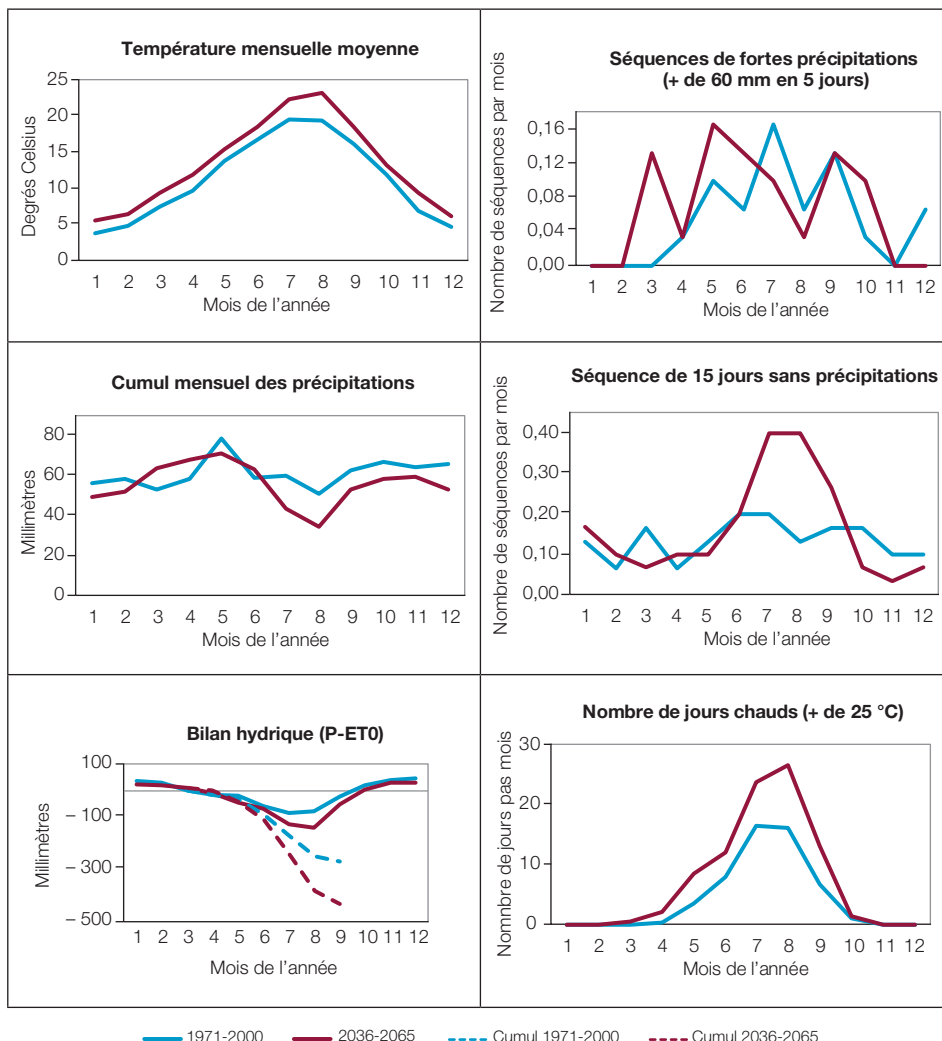 Température mensuelle moyenne
Degrés Celsius
25
20
15
10
5
0
1 2 3 4 5 6 7 8 9 10 11 12
Mois de l'année
Séquences de fortes précipitations
(+ de 60 mm en 5 jours)
Nombre de séquences par mois
0,16
0,12
0,08
0,04
0,00
1 2 3 4 5 6 7 8 9 10 11 12
Mois de l'année
Cumul mensuel des précipitations
Millimètres
80
60
40
20
0
1 2 3 4 5 6 7 8 9 10 11 12
Mois de l'année
Séquence de 15 jours sans précipitations
Nombre de séquences par mois
0,40
0,30
0,20
0,10
0,00
1 2 3 4 5 6 7 8 9 10 11 12
Mois de l'année
Bilan hydrique (P-ET0)
Millimètres
100
– 100
– 300
– 500
1 2 3 4 5 6 7 8 9 10 11 12
Mois de l'année
Nombre de jours chauds (+ de 25 °C)
Nomnbre de jours pas mois
30
20
10
0
1 2 3 4 5 6 7 8 9 10 11 12
Mois de l'année
1971-2000 2036-2065 Cumul 1971-2000 Cumul 2036-2065